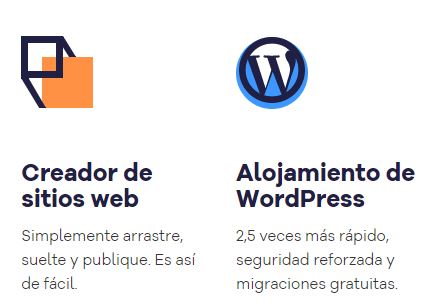 Creador de
sitios web
Simplemente arrastre,
suelte y publique. Es así
de fácil.
Alojamiento de
WordPress
2,5 veces más rápido,
seguridad reforzada y
migraciones gratuitas.